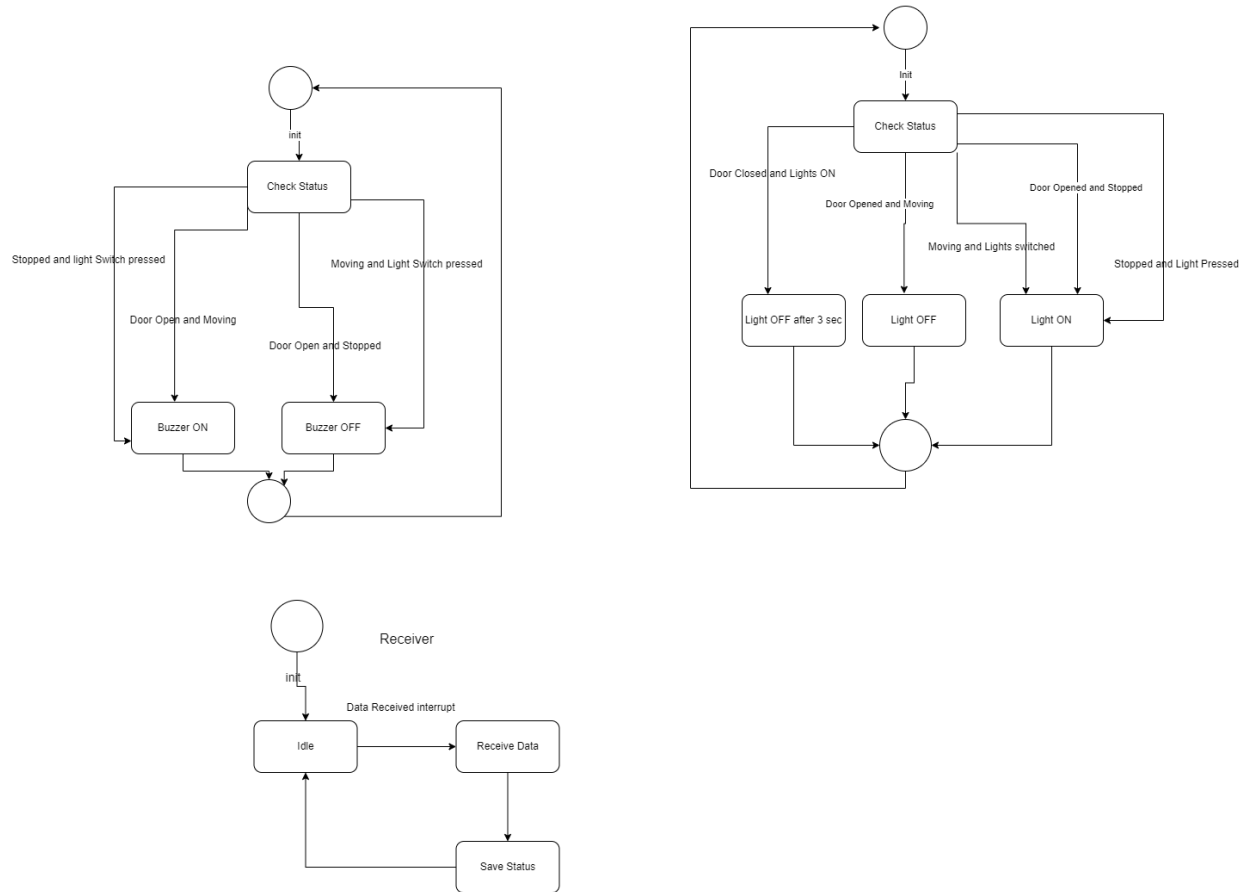 init
Check Status
Stopped and light Switch pressed
Moving and Light Switch pressed
Door Open and Moving
Door Open and Stopped
Buzzer ON
Buzzer OFF
Init
Check Status
Door Closed and Lights ON
Door Opened and Stopped
Door Opened and Moving
Moving and Lights switched
Stopped and Light Pressed
Light OFF after 3 sec
Light OFF
Light ON
Receiver
init
Data Received interrupt
Idle
Receive Data
Save Status